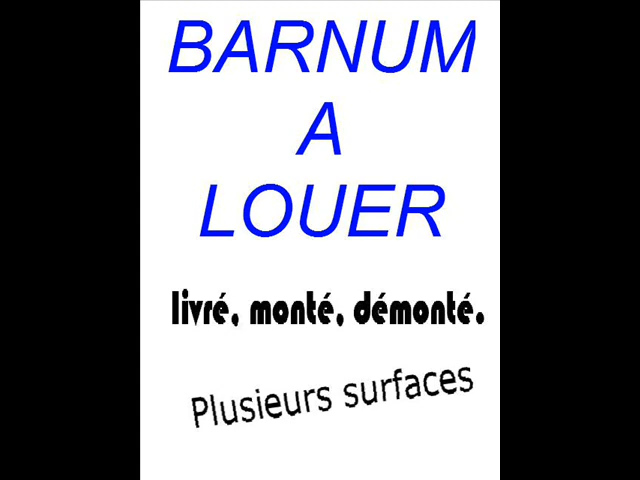 BARNUM
A
LOUER
livré, monté, démonté.
Plusieurs surfaces